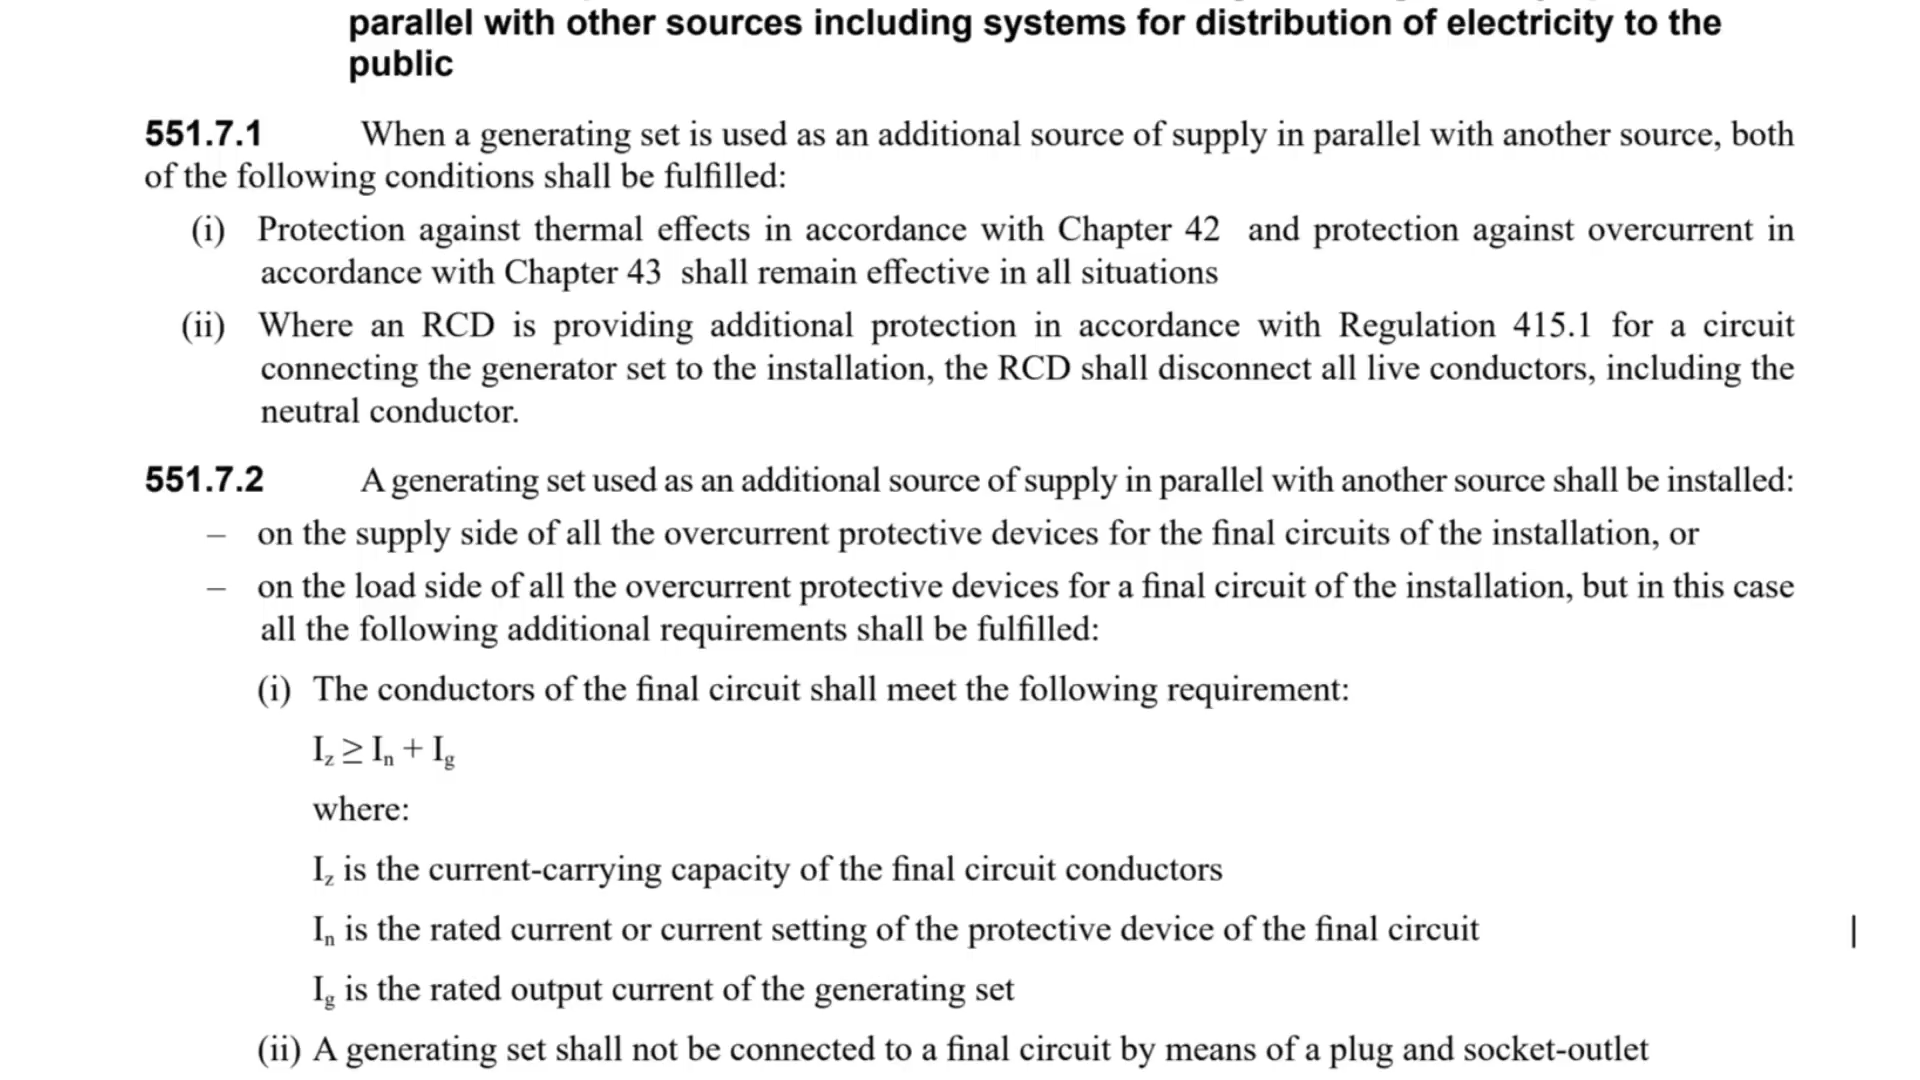 parallel with other sources including systems for distribution of electricity to the
public
551.7.1 When a generating set is used as an additional source of supply in parallel with another source, both
of the following conditions shall be fulfilled:
(i) Protection against thermal effects in accordance with Chapter 42 and protection against overcurrent in
accordance with Chapter 43 shall remain effective in all situations
(ii) Where an RCD is providing additional protection in accordance with Regulation 415.1 for a circuit
connecting the generator set to the installation, the RCD shall disconnect all live conductors, including the
neutral conductor.
551.7.2 A generating set used as an additional source of supply in parallel with another source shall be installed:
– on the supply side of all the overcurrent protective devices for the final circuits of the installation, or
– on the load side of all the overcurrent protective devices for a final circuit of the installation, but in this case
all the following additional requirements shall be fulfilled:
(i) The conductors of the final circuit shall meet the following requirement:
Iz ≥ In + Ig
where:
Iz is the current-carrying capacity of the final circuit conductors
In is the rated current or current setting of the protective device of the final circuit
Ig is the rated output current of the generating set
(ii) A generating set shall not be connected to a final circuit by means of a plug and socket-outlet